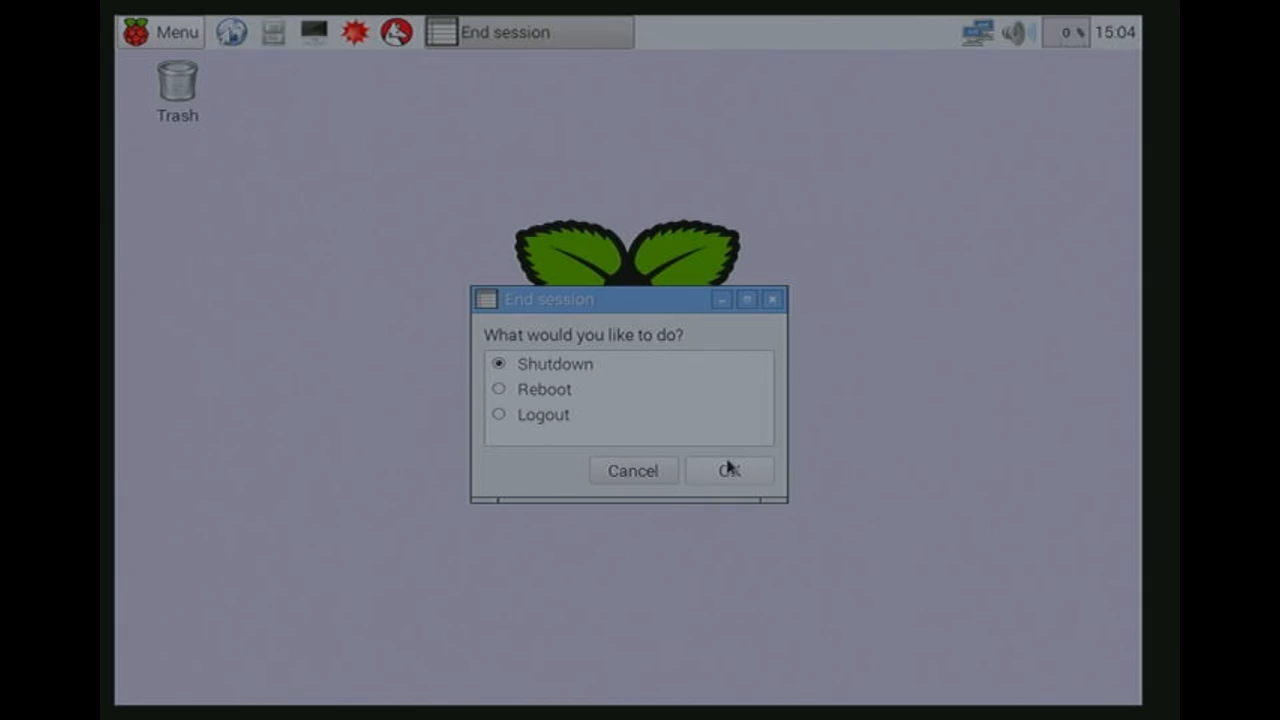 Menu
End session
0 %
15:04
Trash
End session
What would you like to do?
Shutdown
Reboot
Logout
Cancel
OK